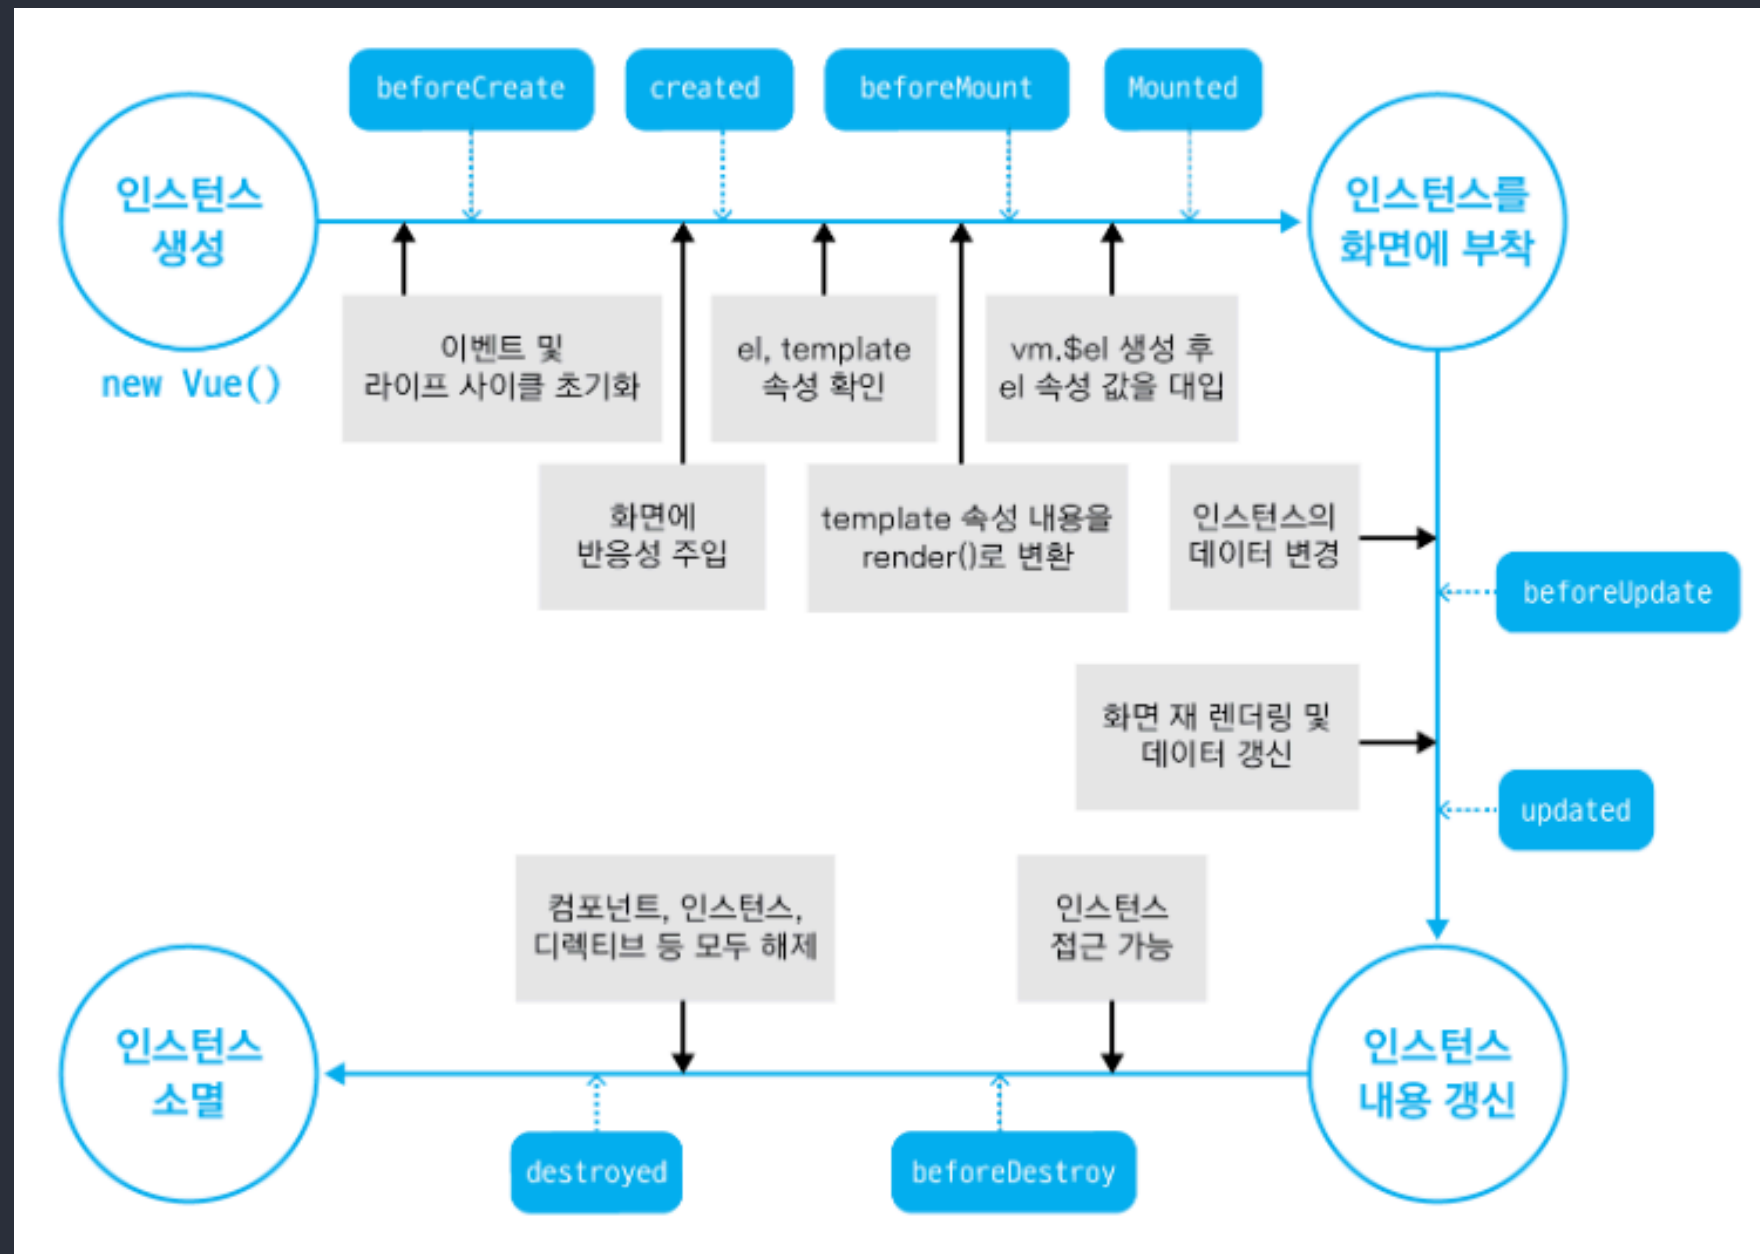 beforeCreate
created
beforeMount
Mounted
인스턴스
생성
new Vue()
인스턴스를
화면에 부착
이벤트 및
라이프 사이클 초기화
el, template
속성 확인
vm.$el 생성 후
el 속성 값을 대입
화면에
반응성 주입
template 속성 내용을
render()로 변환
인스턴스의
데이터 변경
beforeUpdate
화면 재 렌더링 및
데이터 갱신
updated
컴포넌트, 인스턴스,
디렉티브 등 모두 해제
인스턴스
접근 가능
인스턴스
소멸
인스턴스
내용 갱신
destroyed
beforeDestroy